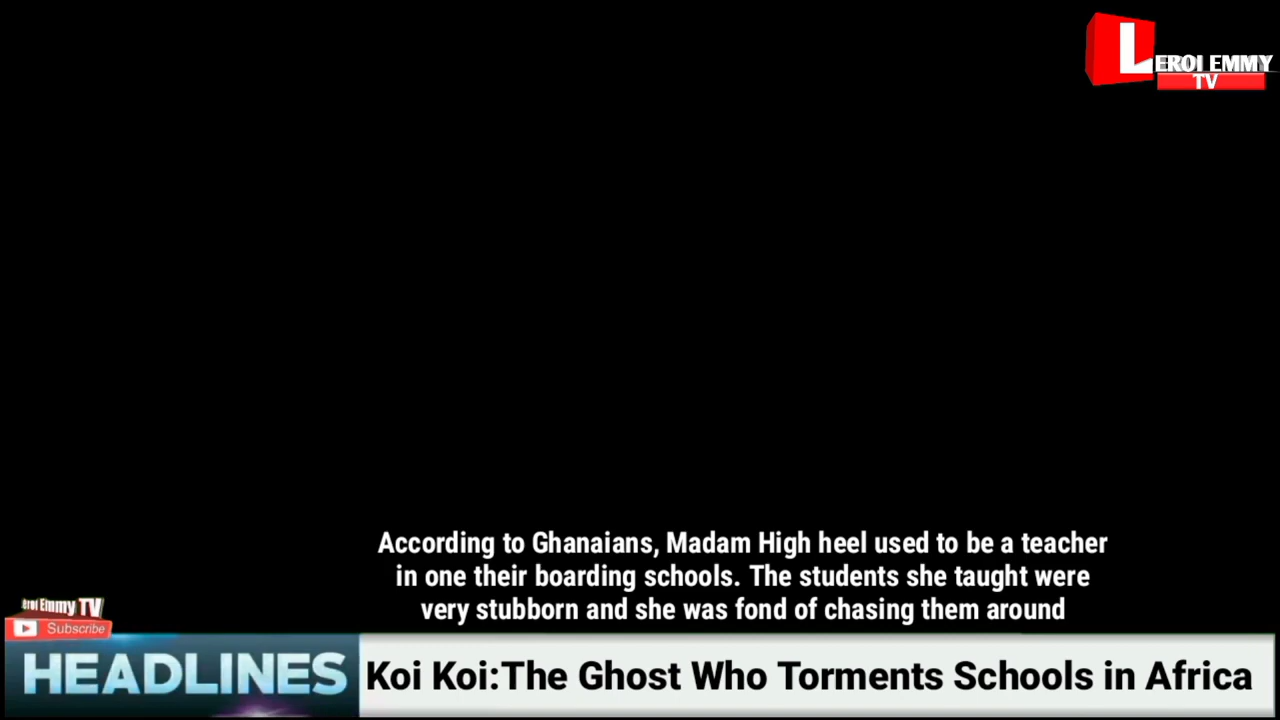 LEROI EMMY
TV
According to Ghanaians, Madam High heel used to be a teacher
in one their boarding schools. The students she taught were
very stubborn and she was fond of chasing them around
eroi Emmy TV
Subscribe
HEADLINES
Koi Koi:The Ghost Who Torments Schools in Africa